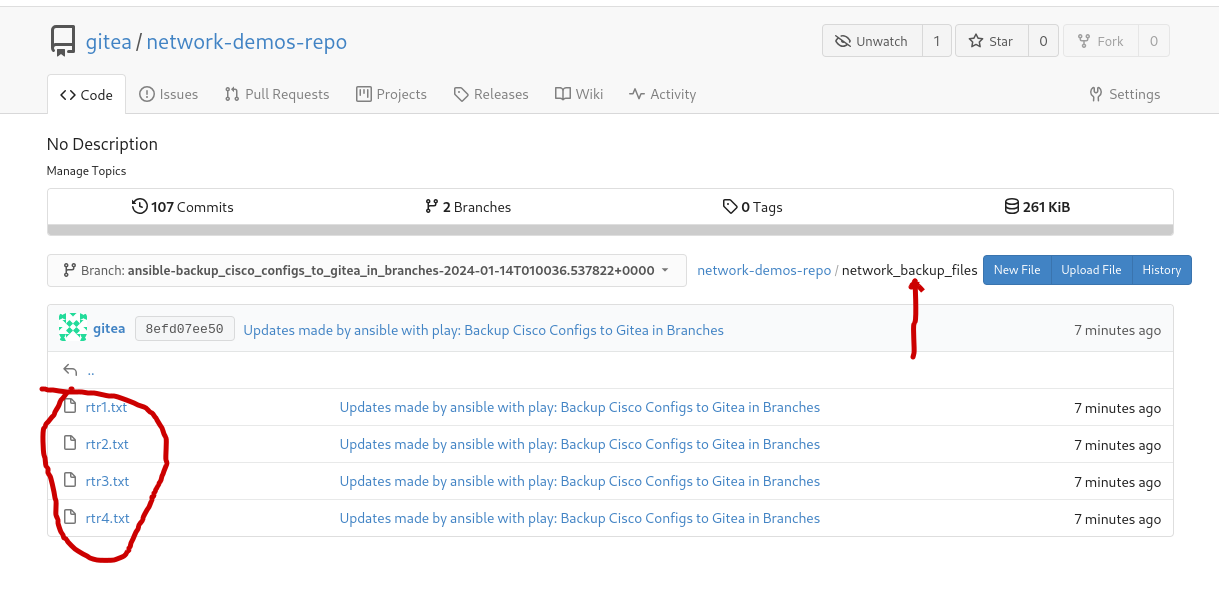 gitea / network-demos-repo
Unwatch 1 Star 0 Fork 0
Code Issues Pull Requests Projects Releases Wiki Activity Settings
No Description
Manage Topics
107 Commits 2 Branches 0 Tags 261 KiB
Branch: ansible-backup_cisco_configs_to_gitea_in_branches-2024-01-14T010036.537822+0000 network-demos-repo / network_backup_files New File Upload File History
gitea 8efd07ee50 Updates made by ansible with play: Backup Cisco Configs to Gitea in Branches 7 minutes ago
..
rtr1.txt Updates made by ansible with play: Backup Cisco Configs to Gitea in Branches 7 minutes ago
rtr2.txt Updates made by ansible with play: Backup Cisco Configs to Gitea in Branches 7 minutes ago
rtr3.txt Updates made by ansible with play: Backup Cisco Configs to Gitea in Branches 7 minutes ago
rtr4.txt Updates made by ansible with play: Backup Cisco Configs to Gitea in Branches 7 minutes ago